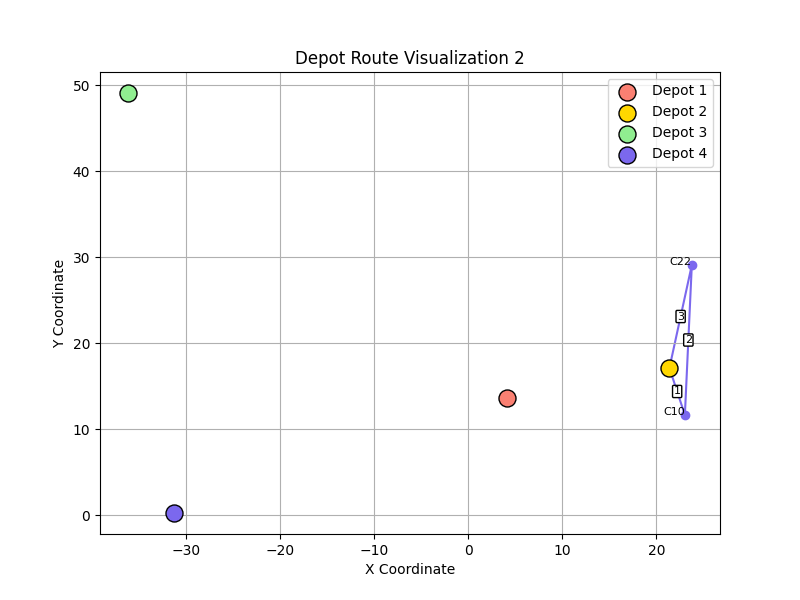 Depot Route Visualization 2
Depot 1
Depot 2
Depot 3
Depot 4
50
40
30
20
10
0
Y Coordinate
C22
3
2
1
C10
−30
−20
−10
0
10
20
X Coordinate